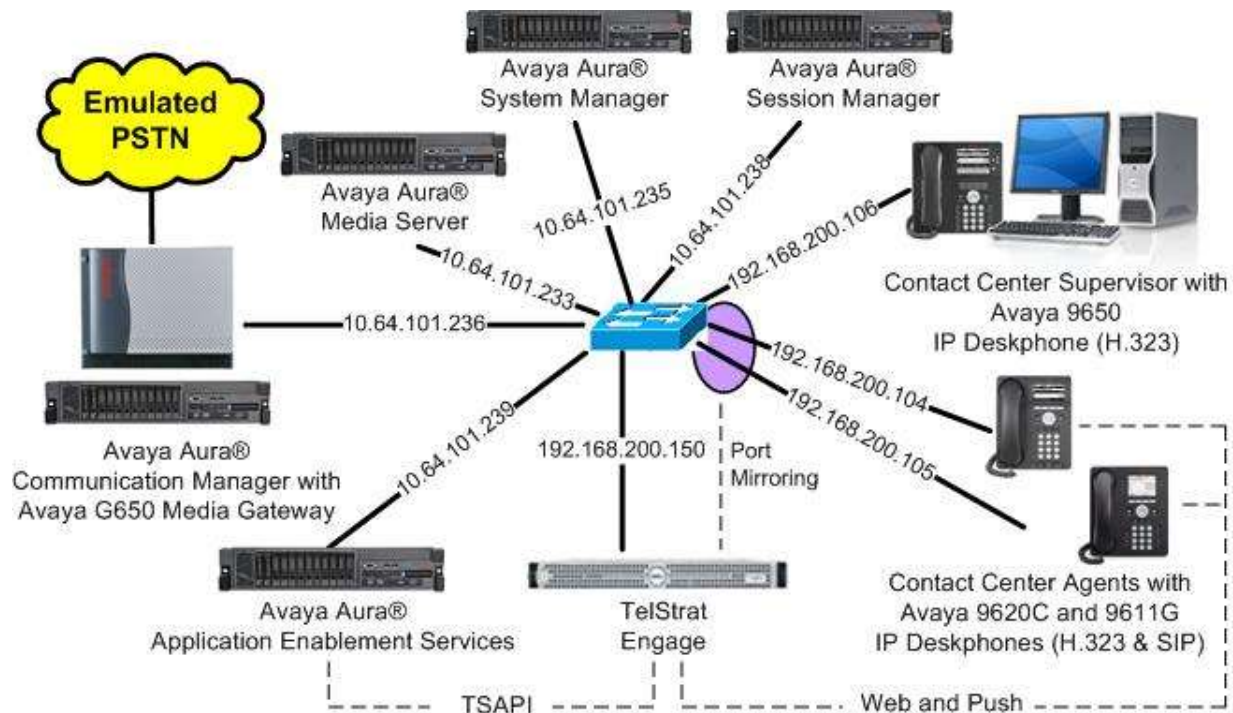 Avaya Aura®
System Manager
Avaya Aura®
Session Manager
Emulated
PSTN
Avaya Aura®
Media Server
10.64.101.235
10.64.101.238
192.168.200.106
10.64.101.233
Contact Center Supervisor with
Avaya 9650
IP Deskphone (H.323)
10.64.101.236
192.168.200.104
192.168.200.105
10.64.101.239
192.168.200.150
Port
Mirroring
Avaya Aura®
Communication Manager with
Avaya G650 Media Gateway
Avaya Aura®
Application Enablement Services
TelStrat
Engage
Contact Center Agents with
Avaya 9620C and 9611G
IP Deskphones (H.323 & SIP)
TSAPI
Web and Push